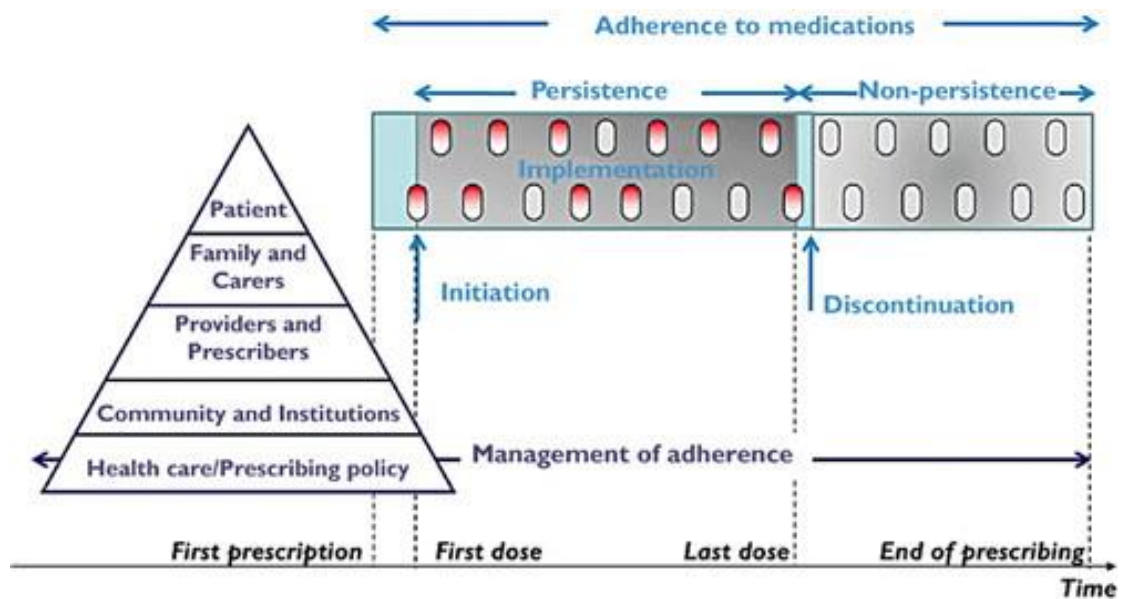 Adherence to medications
Persistence
Non-persistence
Implementation
Patient
Family and
Carers
Initiation
Discontinuation
Providers and
Prescribers
Community and Institutions
Health care/Prescribing policy
Management of adherence
First prescription
First dose
Last dose
End of prescribing
Time